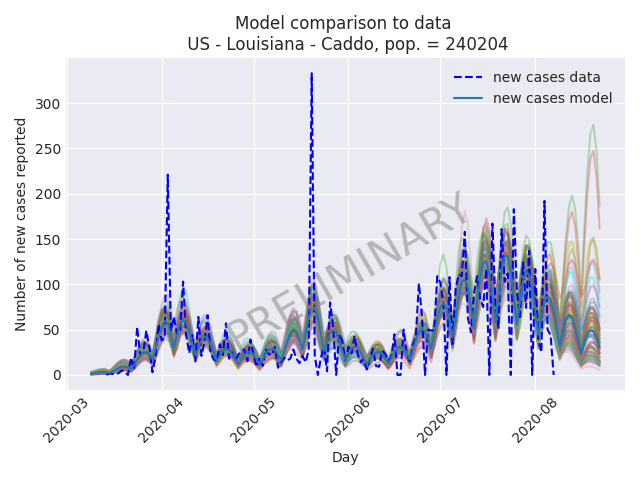 Model comparison to data
US - Louisiana - Caddo, pop. = 240204
new cases data
new cases model
PRELIMINARY
Number of new cases reported
300
250
200
150
100
50
0
2020-03
2020-04
2020-05
2020-06
2020-07
2020-08
Day